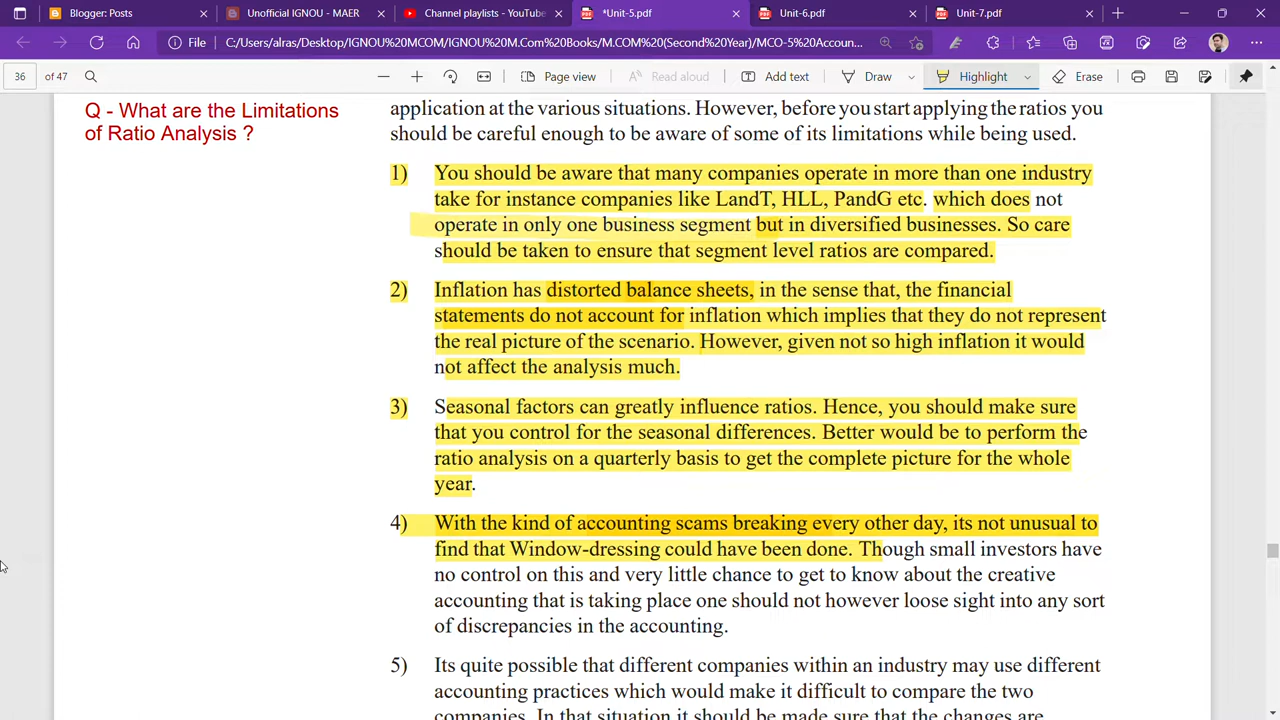 Blogger: Posts
Unofficial IGNOU - MAER
Channel playlists - YouTube
*Unit-5.pdf
Unit-6.pdf
Unit-7.pdf
File
C:/Users/alras/Desktop/IGNOU%20MCOM/IGNOU%20M.Com%20Books/M.COM%20(Second%20Year)/MCO-5%20Accoun...
36 of 47
Page view
Read aloud
Add text
Draw
Highlight
Erase
Q - What are the Limitations
of Ratio Analysis ?
application at the various situations. However, before you start applying the ratios you
should be careful enough to be aware of some of its limitations while being used.
1) You should be aware that many companies operate in more than one industry
take for instance companies like LandT, HLL, PandG etc. which does not
operate in only one business segment but in diversified businesses. So care
should be taken to ensure that segment level ratios are compared.
2) Inflation has distorted balance sheets, in the sense that, the financial
statements do not account for inflation which implies that they do not represent
the real picture of the scenario. However, given not so high inflation it would
not affect the analysis much.
3) Seasonal factors can greatly influence ratios. Hence, you should make sure
that you control for the seasonal differences. Better would be to perform the
ratio analysis on a quarterly basis to get the complete picture for the whole
year.
4) With the kind of accounting scams breaking every other day, its not unusual to
find that Window-dressing could have been done. Though small investors have
no control on this and very little chance to get to know about the creative
accounting that is taking place one should not however loose sight into any sort
of discrepancies in the accounting.
5) Its quite possible that different companies within an industry may use different
accounting practices which would make it difficult to compare the two
companies. In that situation it should be made sure that the changes are